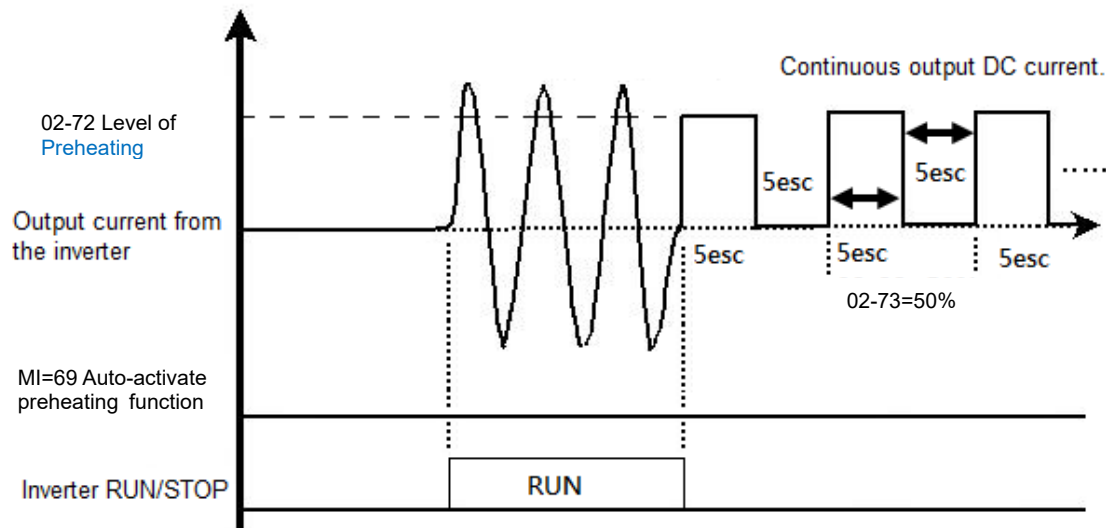 Continuous output DC current.
02-72 Level of
Preheating
5esc
5esc
Output current from
the inverter
5esc
5esc
5esc
02-73=50%
MI=69 Auto-activate
preheating function
Inverter RUN/STOP
RUN